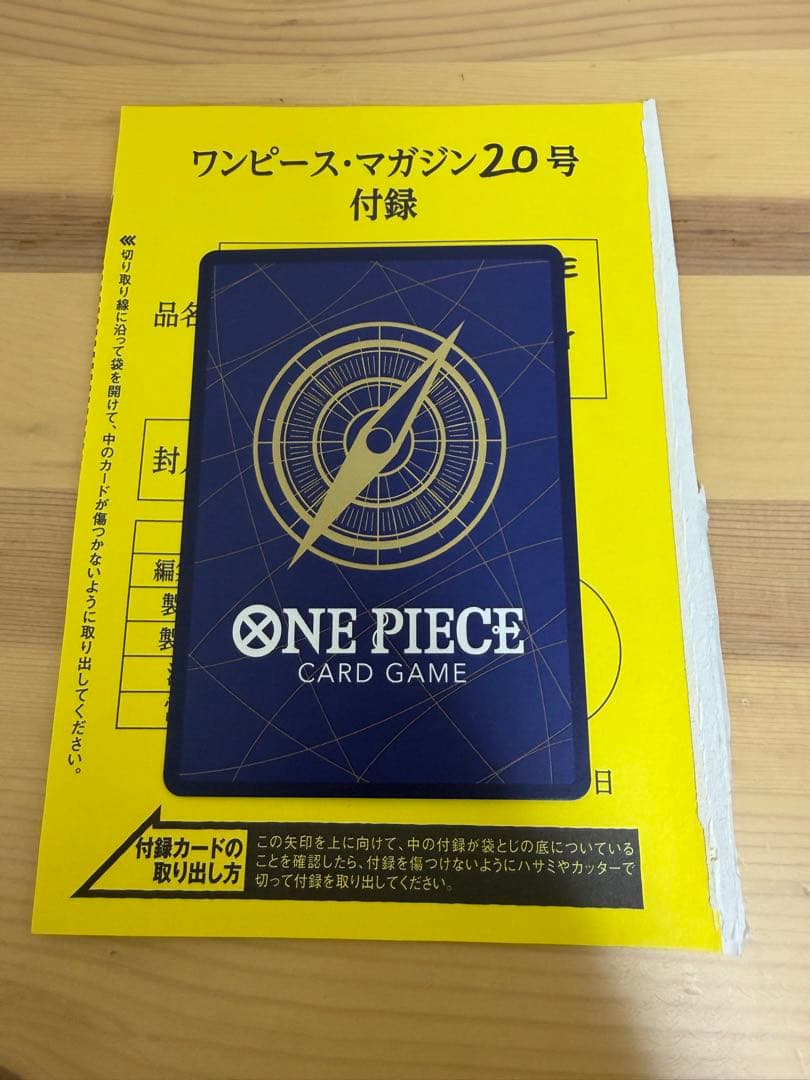 ワンピース・マガジン20号
付録
切り取り線に沿って袋を開けて、中のカードが傷つかないように取り出してください。
品名
封
編
製
製
ONE PIECE
CARD GAME
日
付録カードの
取り出し方
この矢印を上に向けて、中の付録が袋とじの底についている
ことを確認したら、付録を傷つけないようにハサミやカッターで
切って付録を取り出してください。